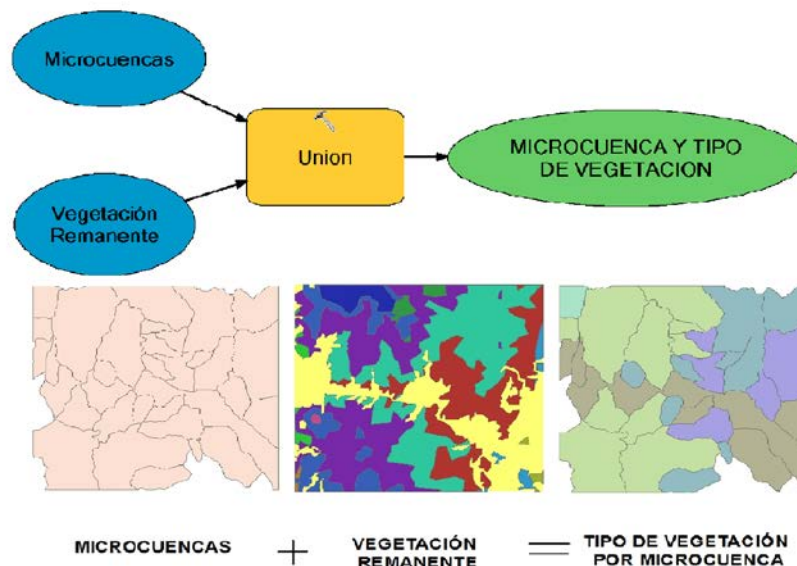 Microcuencas
Union
MICROCUENCA Y TIPO
DE VEGETACION
Vegetación
Remanente
MICROCUENCAS + VEGETACIÓN
REMANENTE = TIPO DE VEGETACIÓN
POR MICROCUENCA